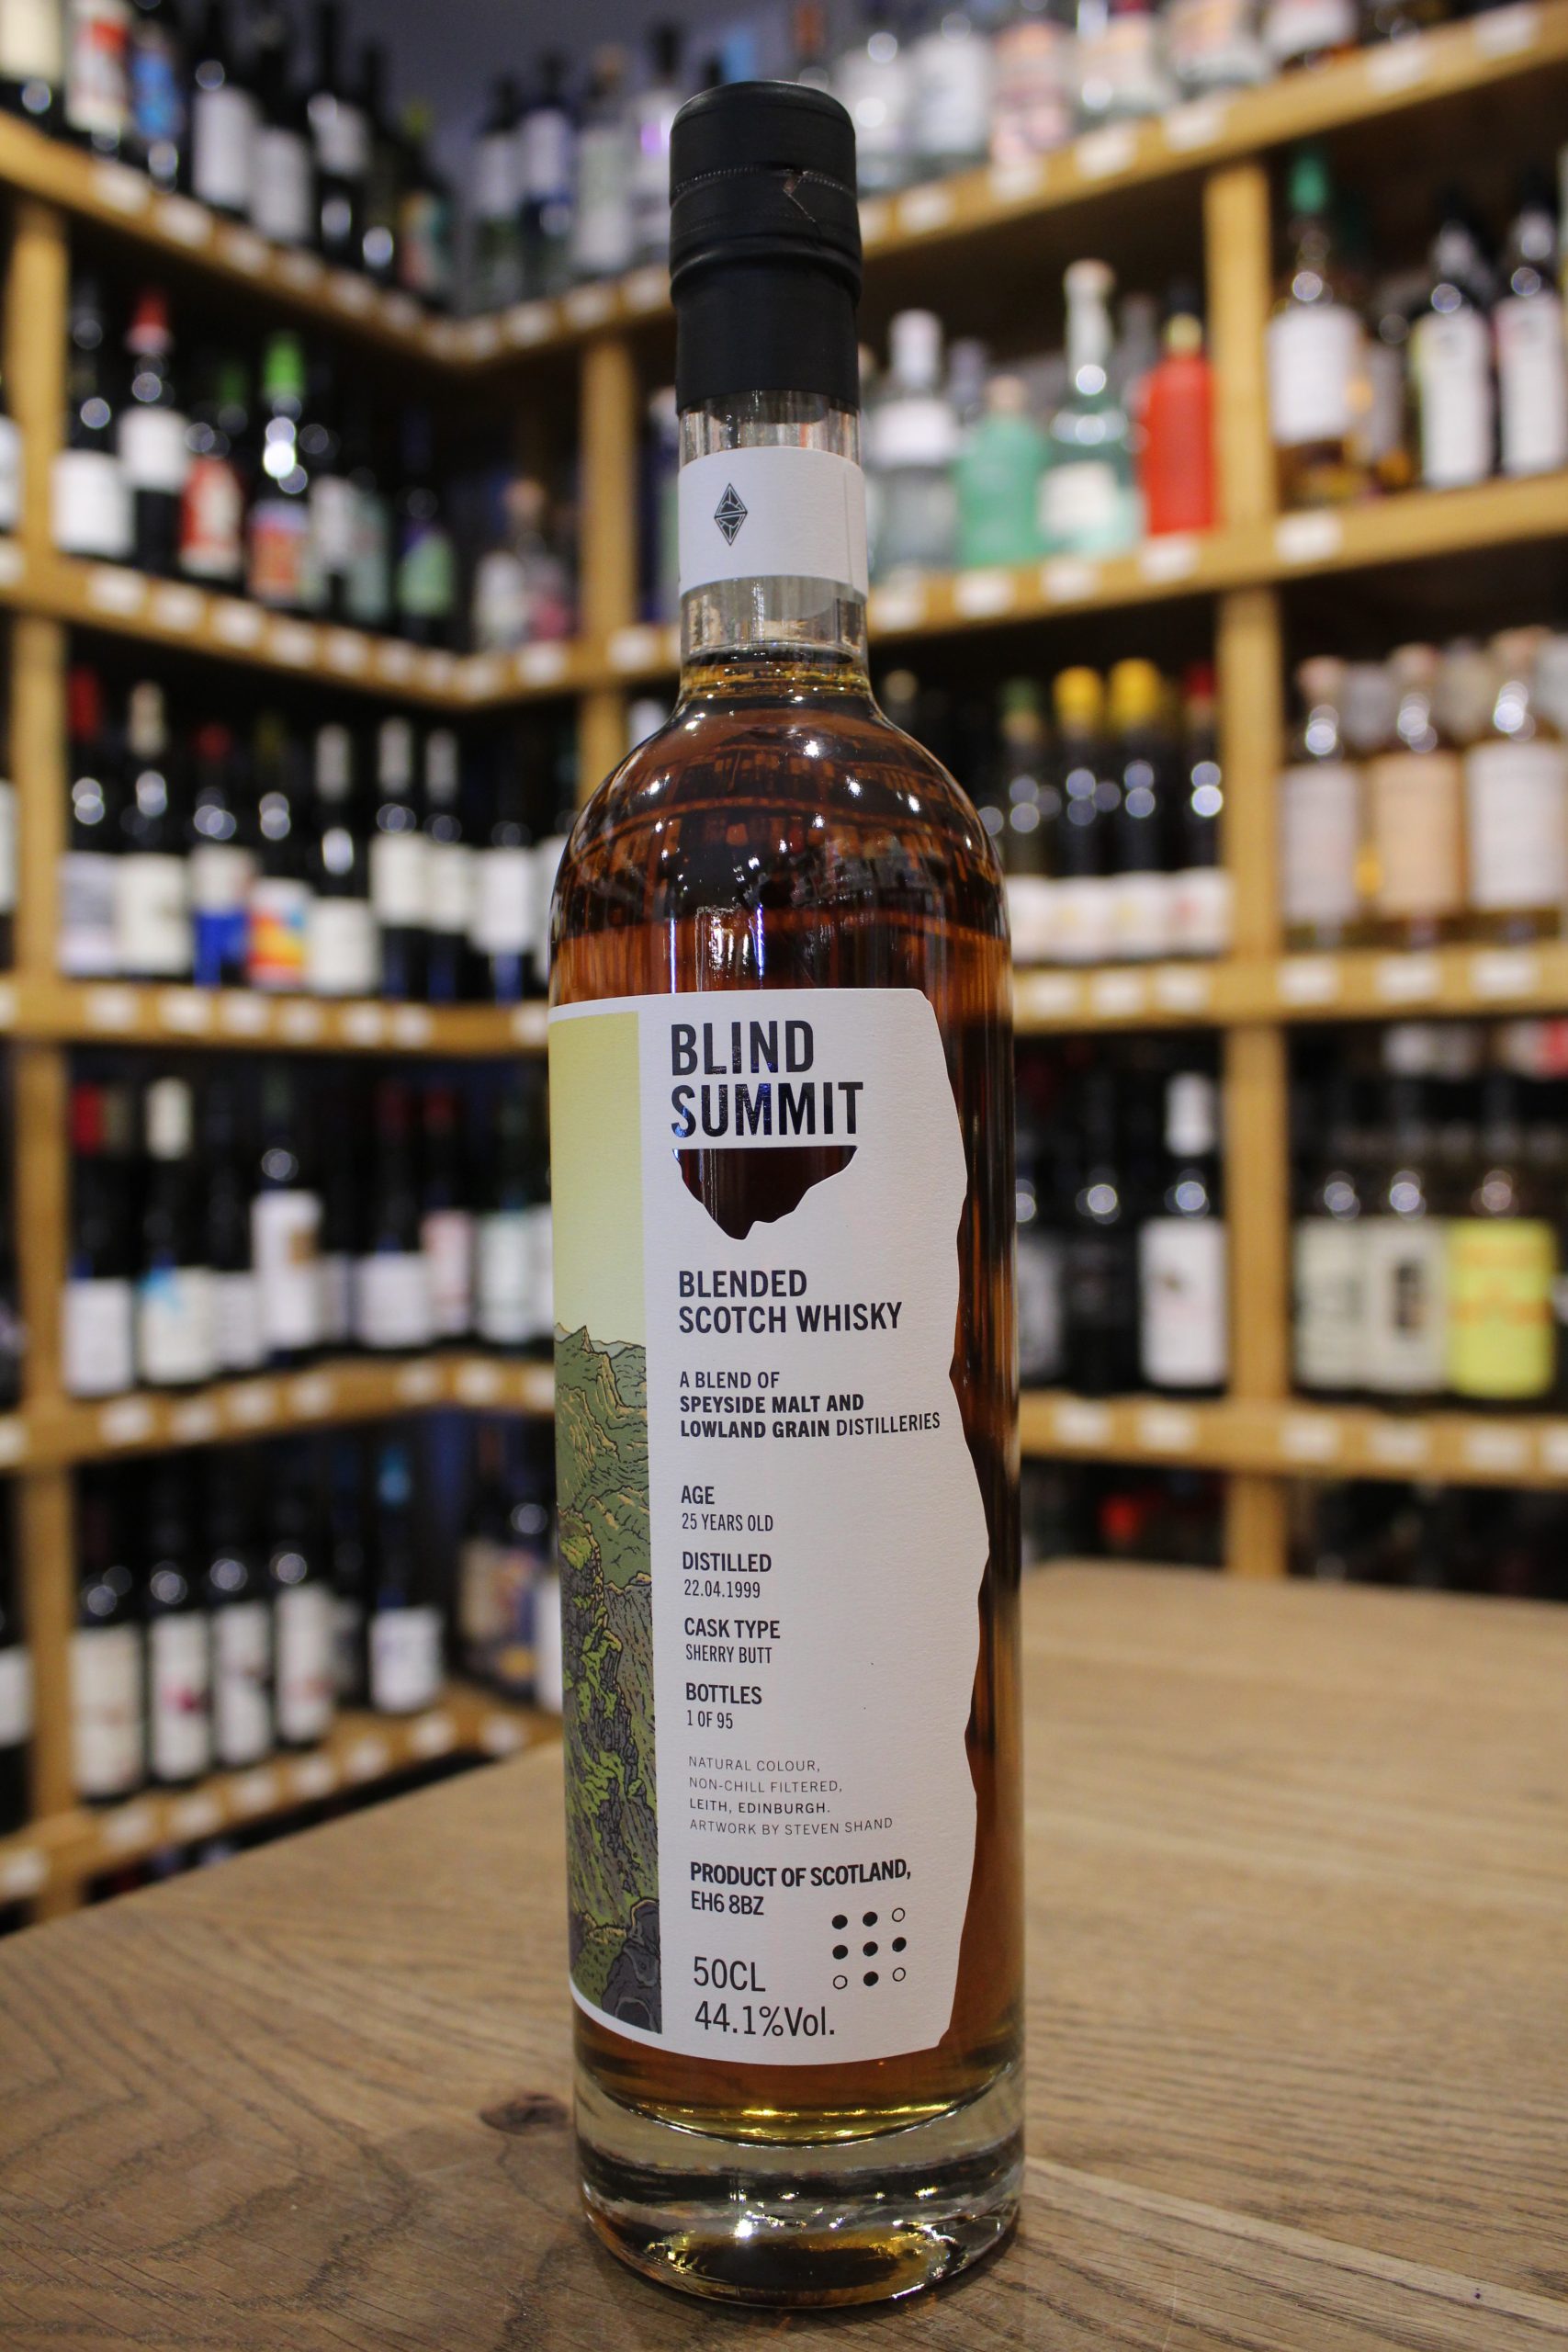 BLIND
SUMMIT
BLENDED
SCOTCH WHISKY
A BLEND OF
SPEYSIDE MALT AND
LOWLAND GRAIN DISTILLERIES
AGE
25 YEARS OLD
DISTILLED
22.04.1999
CASK TYPE
SHERRY BUTT
BOTTLES
1 OF 95
NATURAL COLOUR,
NON-CHILL FILTERED,
LEITH, EDINBURGH.
ARTWORK BY STEVEN SHAND
PRODUCT OF SCOTLAND,
EH6 8BZ
50CL
44.1%Vol.